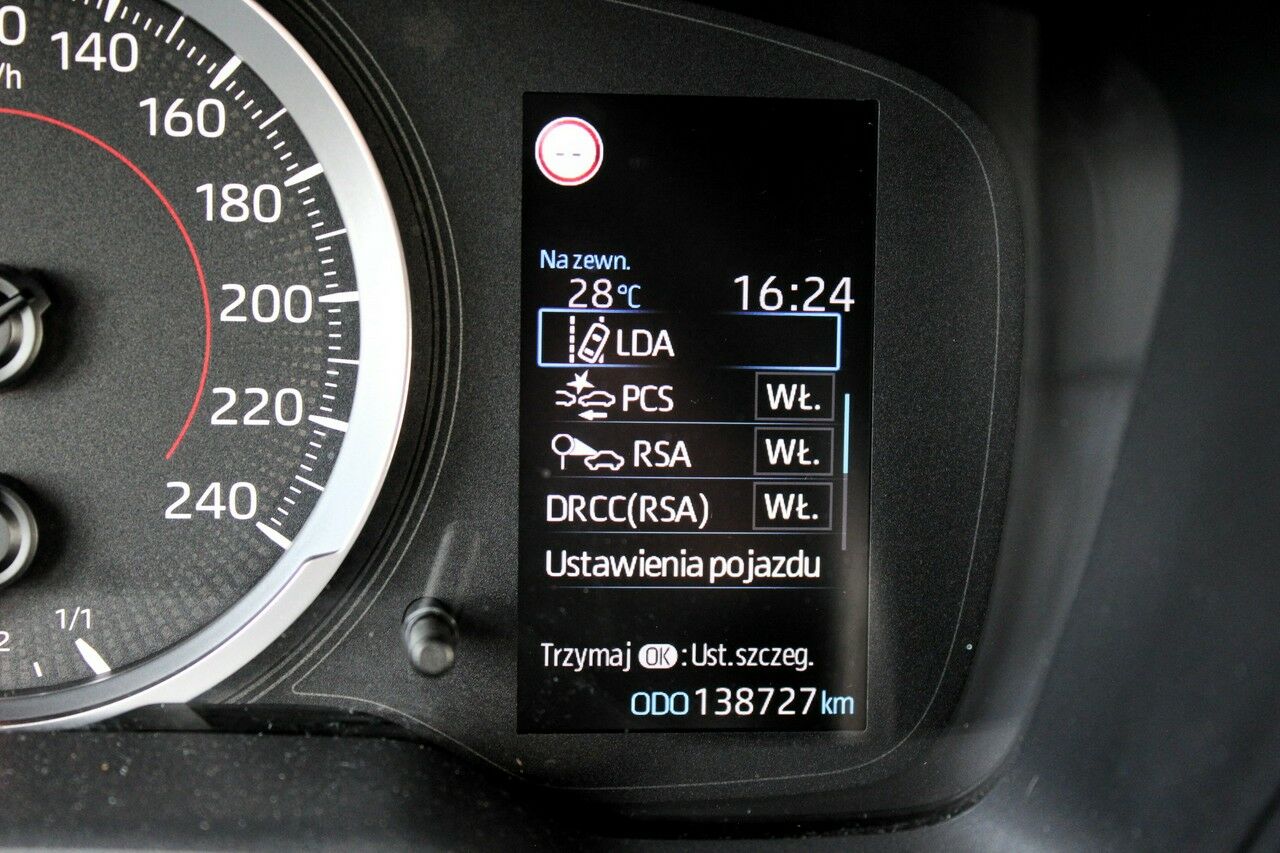 140
160
180
200
220
240
1/1
--
Na zewn.
28°C 16:24
LDA
PCS WŁ.
RSA WŁ.
DRCC(RSA) WŁ.
Ustawienia pojazdu
Trzymaj OK : Ust. szczeg.
ODO 138727 km